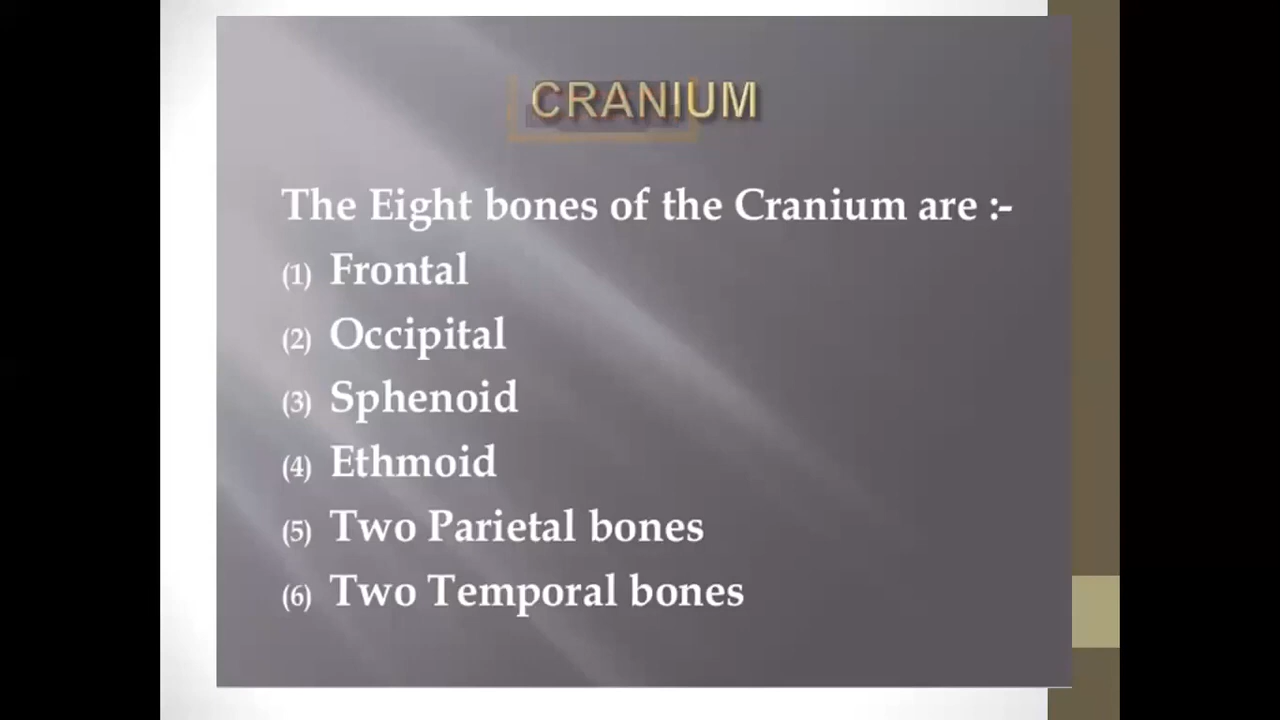 CRANIUM
The Eight bones of the Cranium are :-
(1) Frontal
(2) Occipital
(3) Sphenoid
(4) Ethmoid
(5) Two Parietal bones
(6) Two Temporal bones